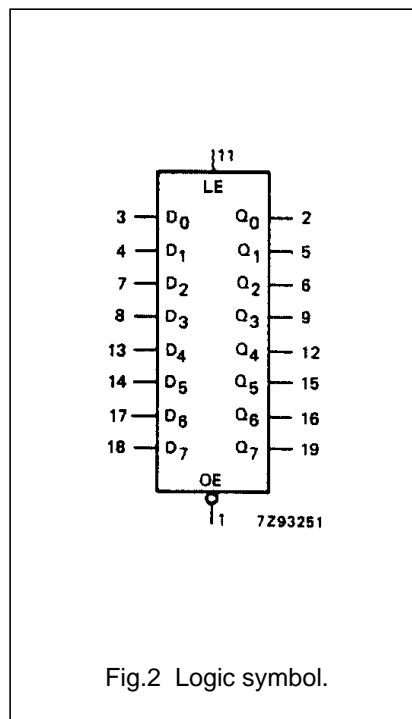 11
LE
3 D0 Q0 2
4 D1 Q1 5
7 D2 Q2 6
8 D3 Q3 9
13 D4 Q4 12
14 D5 Q5 15
17 D6 Q6 16
18 D7 Q7 19
OE
1 7Z93251
Fig.2 Logic symbol.